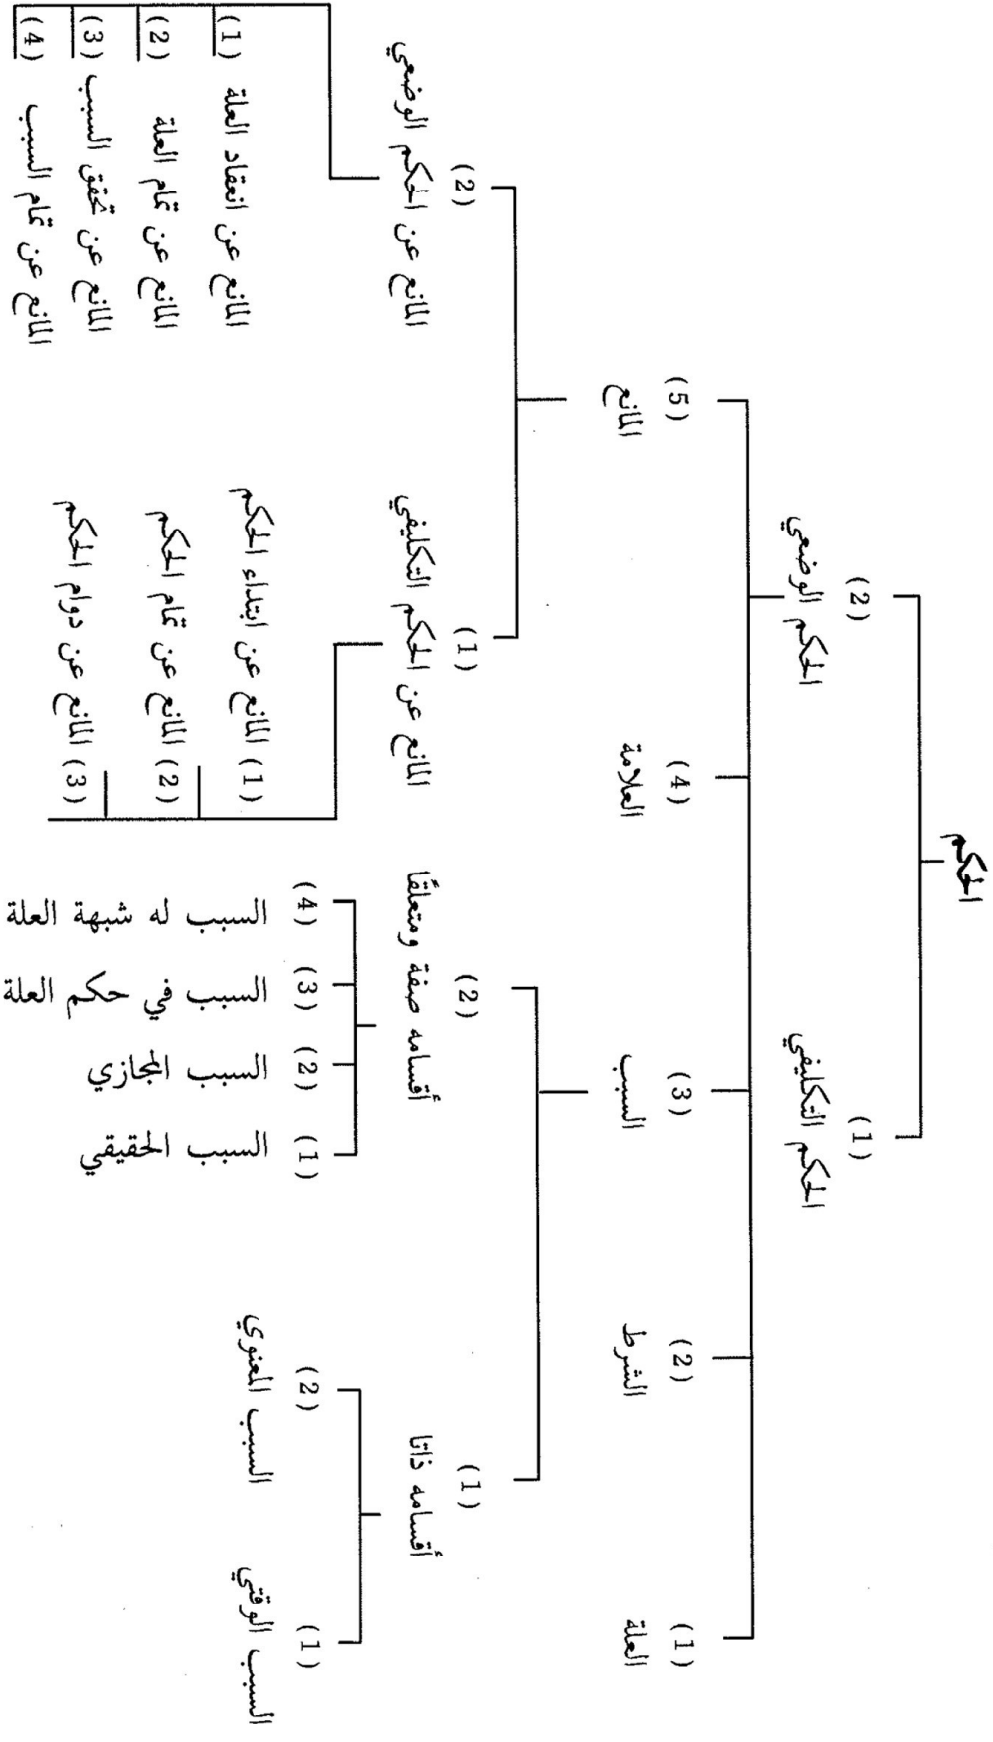 الحكم
(1)
الحكم التكليفي
(2)
الحكم الوضعي
(1)
العلة
(2)
الشرط
(3)
السبب
(4)
العلامة
(5)
المانع
(1)
أقسامه ذاتا
(2)
أقسامه صفة ومتعلقًا
(1)
السبب الوقتي
(2)
السبب المعنوي
(1) السبب الحقيقي
(2) السبب المجازي
(3) السبب في حكم العلة
(4) السبب له شبهة العلة
(1)
المانع عن الحكم التكليفي
(2)
المانع عن الحكم الوضعي
(1) المانع عن ابتداء الحكم
(2) المانع عن تمام الحكم
(3) المانع عن دوام الحكم
(1) المانع عن انعقاد العلة
(2) المانع عن تمام العلة
(3) المانع عن تحقق السبب
(4) المانع عن تمام السبب